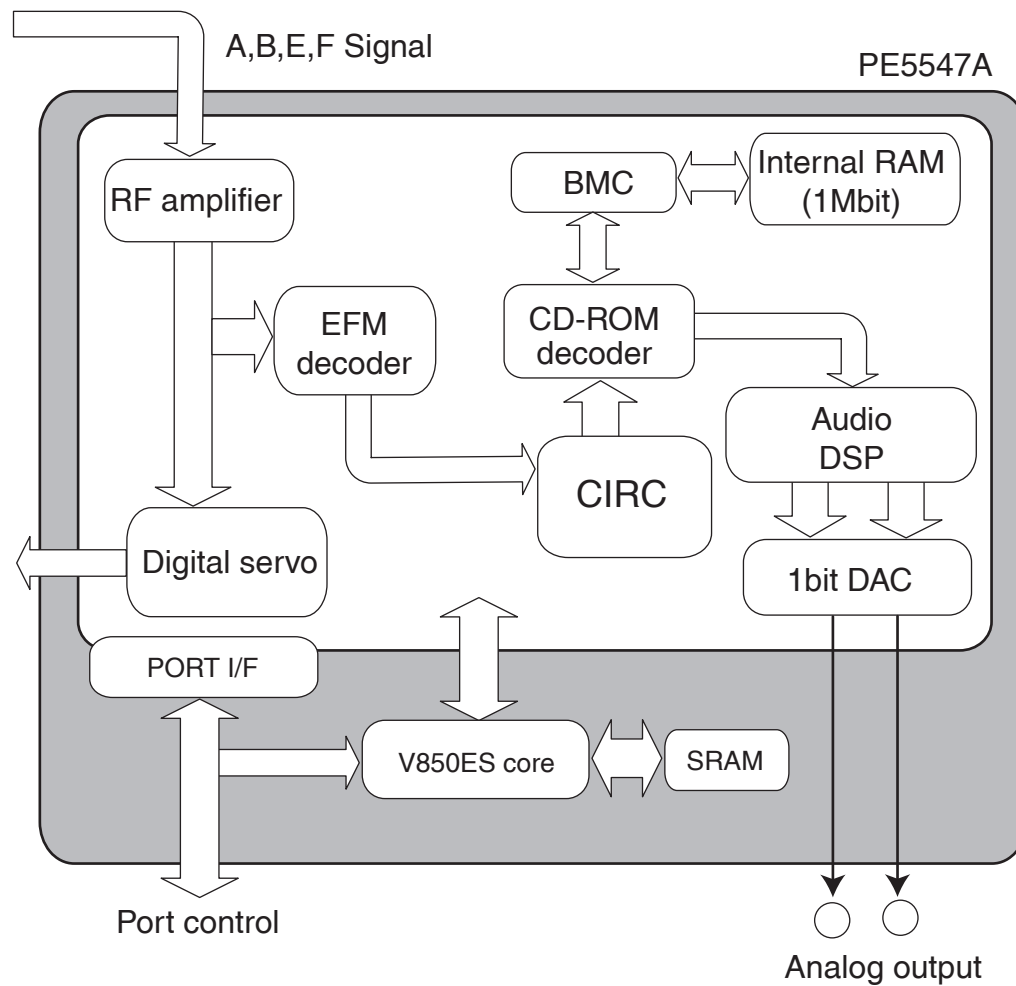 A,B,E,F Signal
PE5547A
RF amplifier
BMC
Internal RAM
(1Mbit)
EFM
decoder
CD-ROM
decoder
Audio
DSP
CIRC
Digital servo
1bit DAC
PORT I/F
V850ES core
SRAM
Port control
Analog output